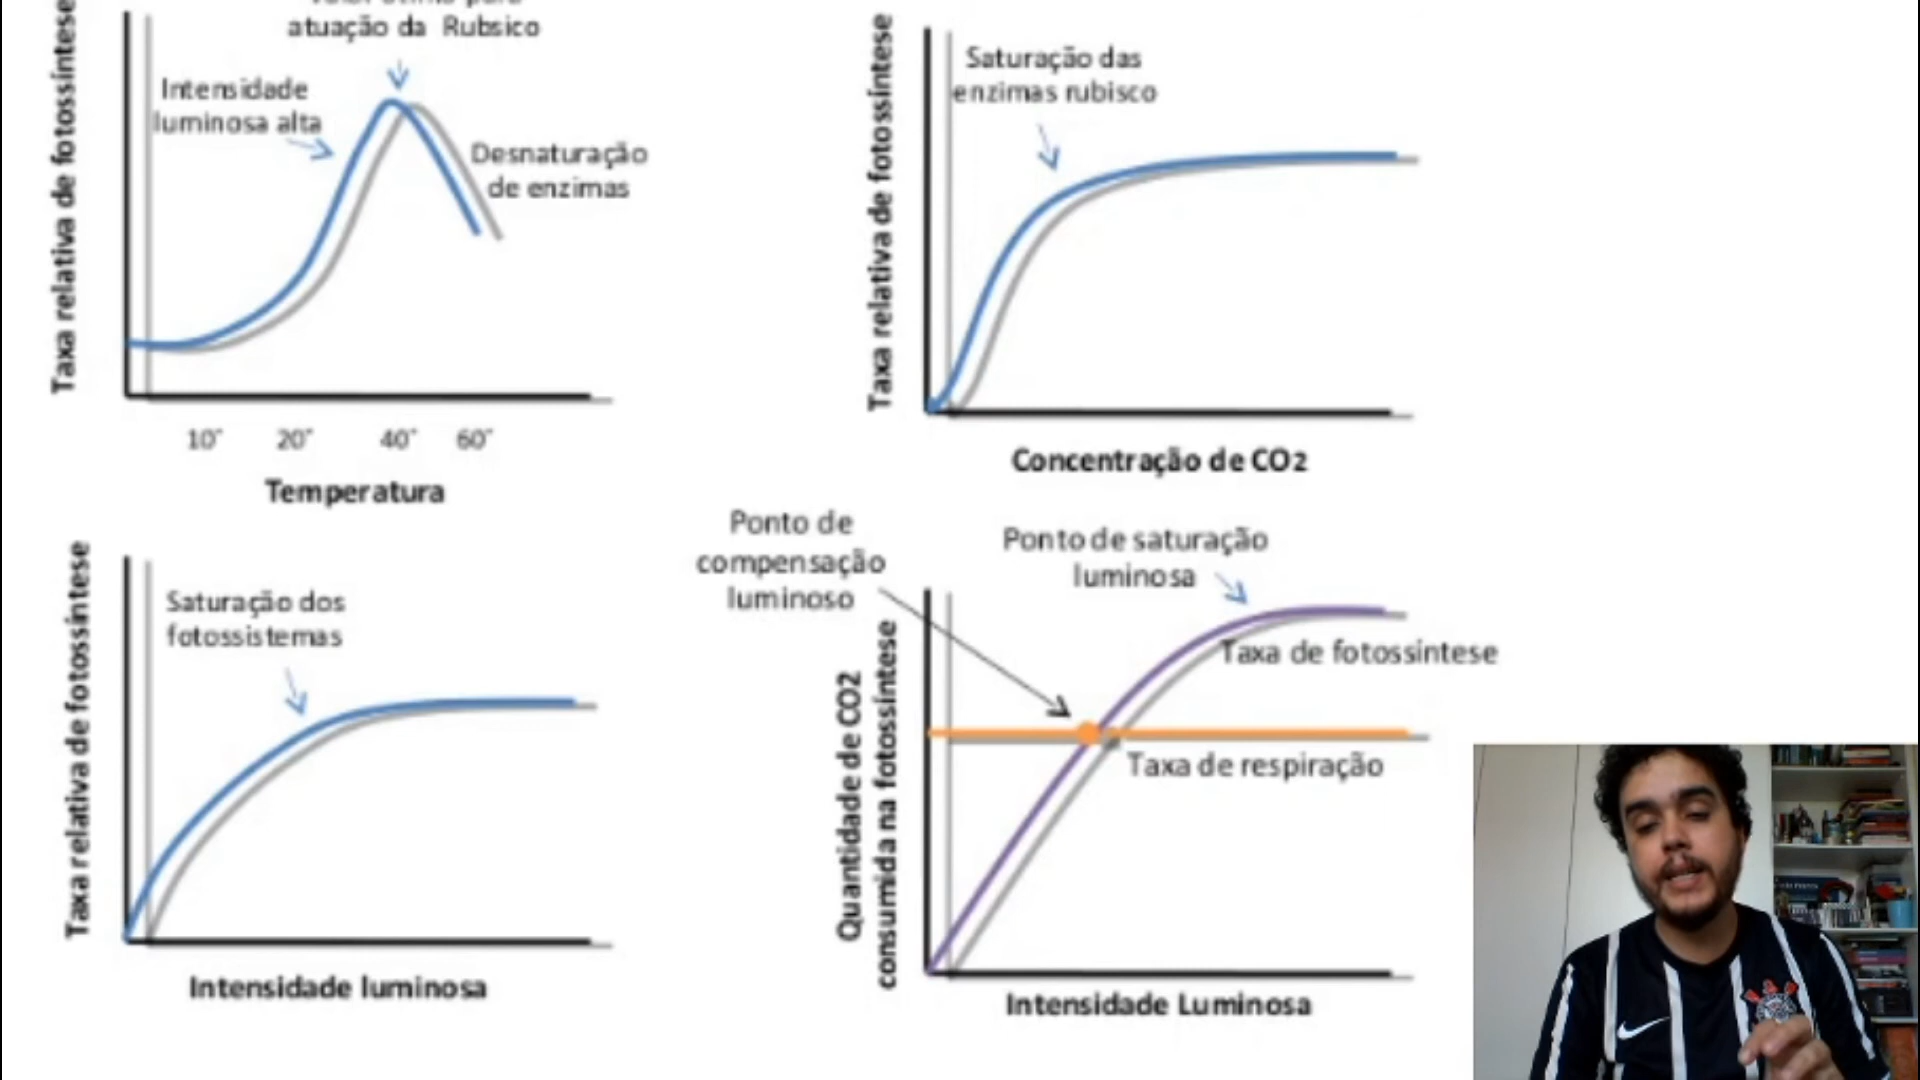 Taxa relativa de fotossíntese
atuação da Rubsico
Intensidade
luminosa alta
Desnaturação
de enzimas
10˚ 20˚ 40˚ 60˚
Temperatura
Taxa relativa de fotossíntese
Saturação das
enzimas rubisco
Concentração de CO2
Taxa relativa de fotossíntese
Saturação dos
fotossistemas
Intensidade luminosa
Ponto de
compensação
luminoso
Ponto de saturação
luminosa
Quantidade de CO2
consumida na fotossíntese
Taxa de fotossintese
Taxa de respiração
Intensidade Luminosa